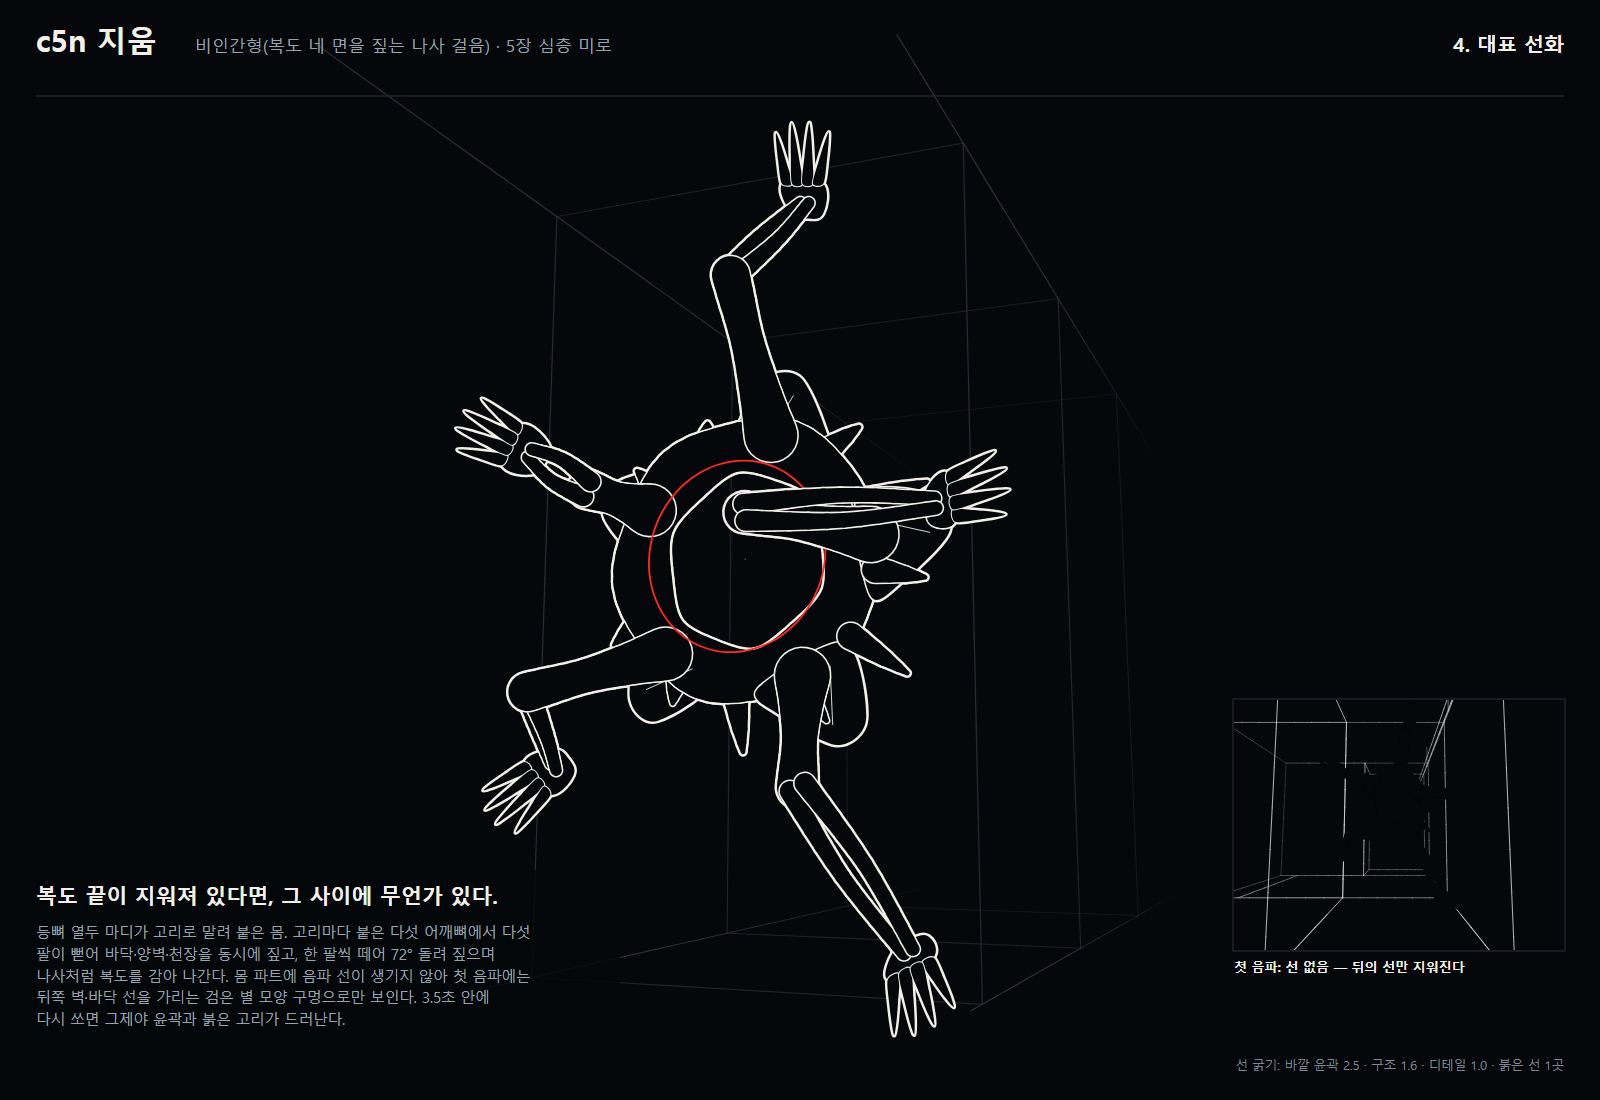 c5n 지움
비인간형(복도 네 면을 짚는 나사 걸음) · 5장 심층 미로
4. 대표 선화
복도 끝이 지워져 있다면, 그 사이에 무언가 있다.
등뼈 열두 마디가 고리로 말려 붙은 몸. 고리마다 붙은 다섯 어깨뼈에서 다섯
팔이 뻗어 바닥·양벽·천장을 동시에 짚고, 한 팔씩 떼어 72° 돌려 짚으며
나사처럼 복도를 감아 나간다. 몸 파트에 음파 선이 생기지 않아 첫 음파에는
뒤쪽 벽·바닥 선을 가리는 검은 별 모양 구멍으로만 보인다. 3.5초 안에
다시 쏘면 그제야 윤곽과 붉은 고리가 드러난다.
첫 음파: 선 없음 — 뒤의 선만 지워진다
선 굵기: 바깥 윤곽 2.5 · 구조 1.6 · 디테일 1.0 · 붉은 선 1곳